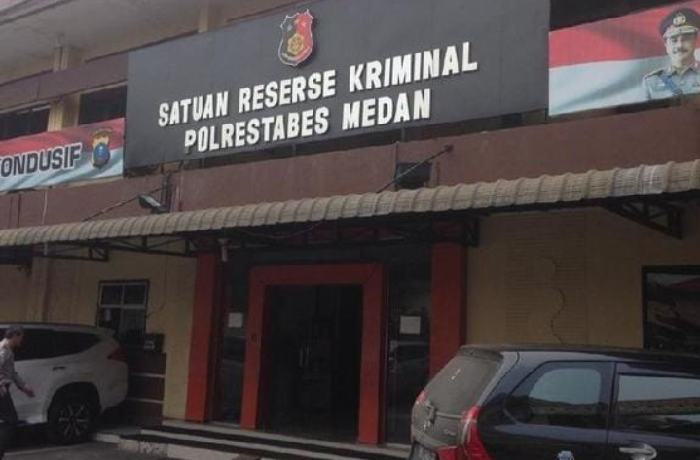 SATUAN RESERSE KRIMINAL
POLRESTABES MEDAN
ONDUSIF